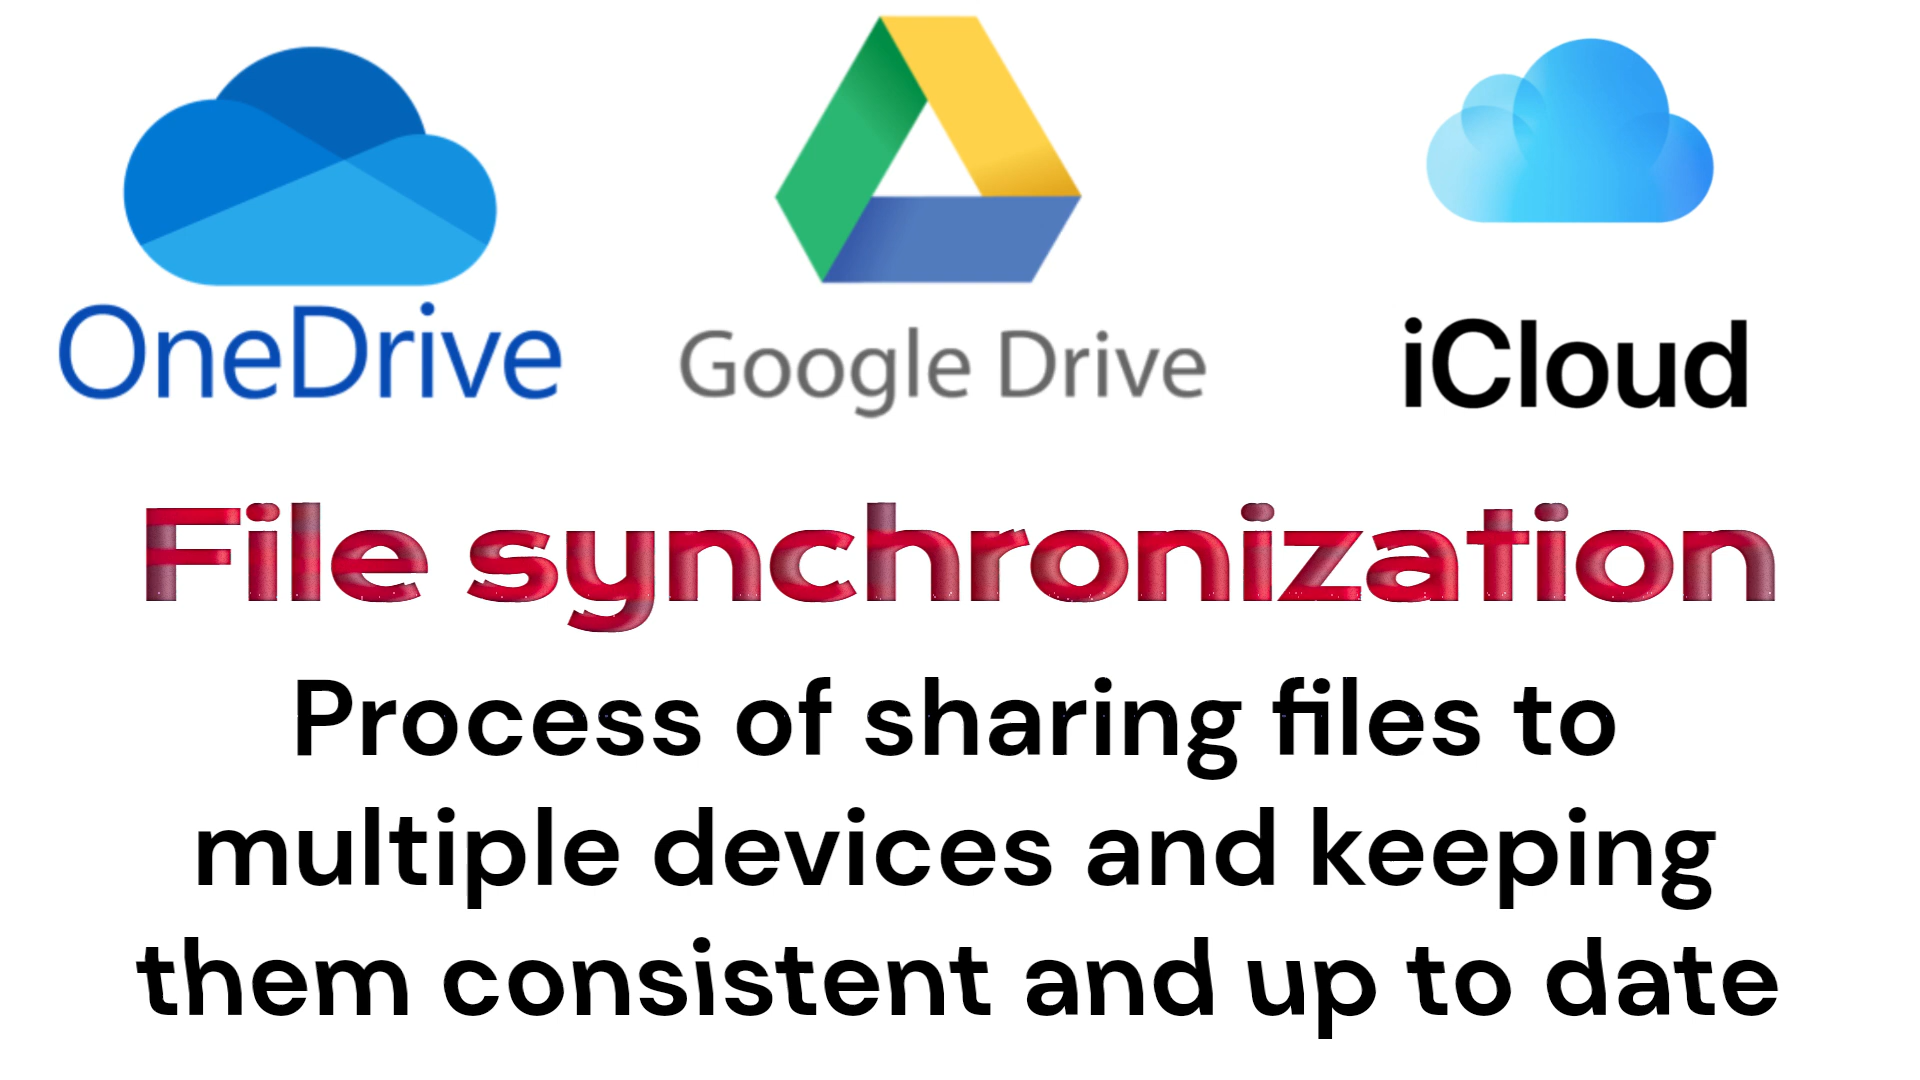 OneDrive
Google Drive
iCloud
File synchronization
Process of sharing files to
multiple devices and keeping
them consistent and up to date